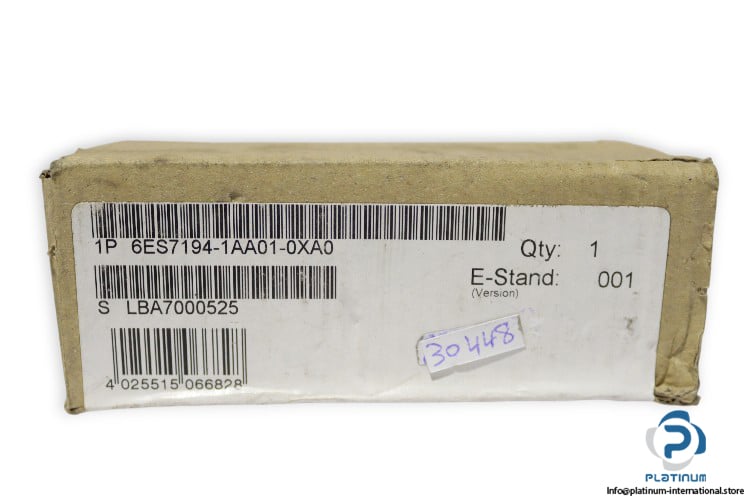 1P 6ES7194-1AA01-0XA0
Qty: 1
E-Stand: 001
(Version)
S LBA7000525
30448
4 025515 066828
PLATINUM
Info@platinum-international.store